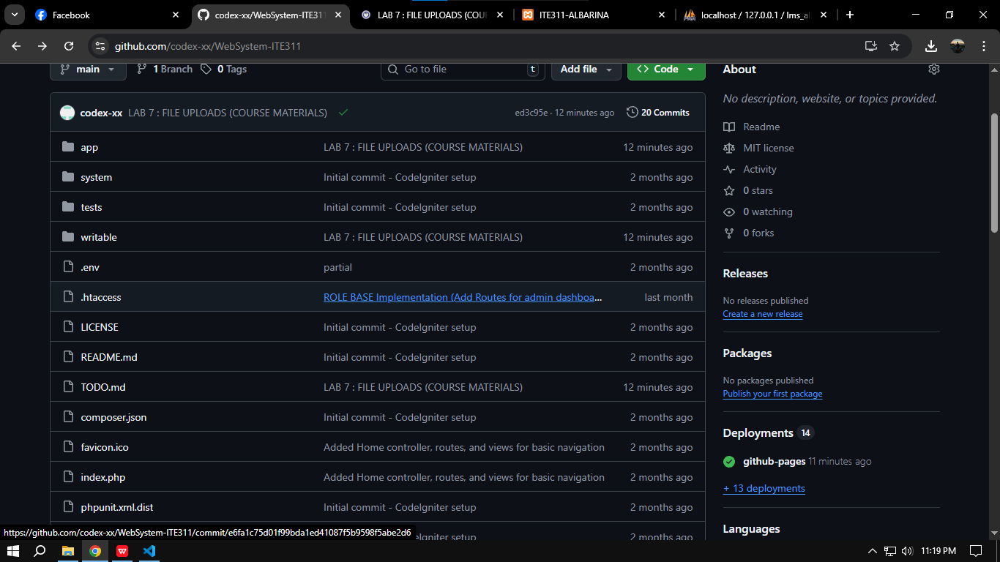 Facebook
codex-xx/WebSystem-ITE311
LAB 7 : FILE UPLOADS (COU
ITE311-ALBARINA
localhost / 127.0.0.1 / lms_al
github.com/codex-xx/WebSystem-ITE311
main
1 Branch
0 Tags
Go to file
t
Add file
Code
codex-xx LAB 7 : FILE UPLOADS (COURSE MATERIALS)
ed3c95e · 12 minutes ago
20 Commits
app LAB 7 : FILE UPLOADS (COURSE MATERIALS) 12 minutes ago
system Initial commit - CodeIgniter setup 2 months ago
tests Initial commit - CodeIgniter setup 2 months ago
writable LAB 7 : FILE UPLOADS (COURSE MATERIALS) 12 minutes ago
.env partial 2 months ago
.htaccess ROLE BASE Implementation (Add Routes for admin dashboa... last month
LICENSE Initial commit - CodeIgniter setup 2 months ago
README.md Initial commit - CodeIgniter setup 2 months ago
TODO.md LAB 7 : FILE UPLOADS (COURSE MATERIALS) 12 minutes ago
composer.json Initial commit - CodeIgniter setup 2 months ago
favicon.ico Added Home controller, routes, and views for basic navigation 2 months ago
index.php Added Home controller, routes, and views for basic navigation 2 months ago
phpunit.xml.dist Initial commit - CodeIgniter setup 2 months ago
CodeIgniter setup 2 months ago
About
No description, website, or topics provided.
Readme
MIT license
Activity
0 stars
0 watching
0 forks
Releases
No releases published
Create a new release
Packages
No packages published
Publish your first package
Deployments 14
github-pages 11 minutes ago
+ 13 deployments
Languages
https://github.com/codex-xx/WebSystem-ITE311/commit/e6fa1c75d01f99bda1ed41087f5b9598f5abe2d6
11:19 PM